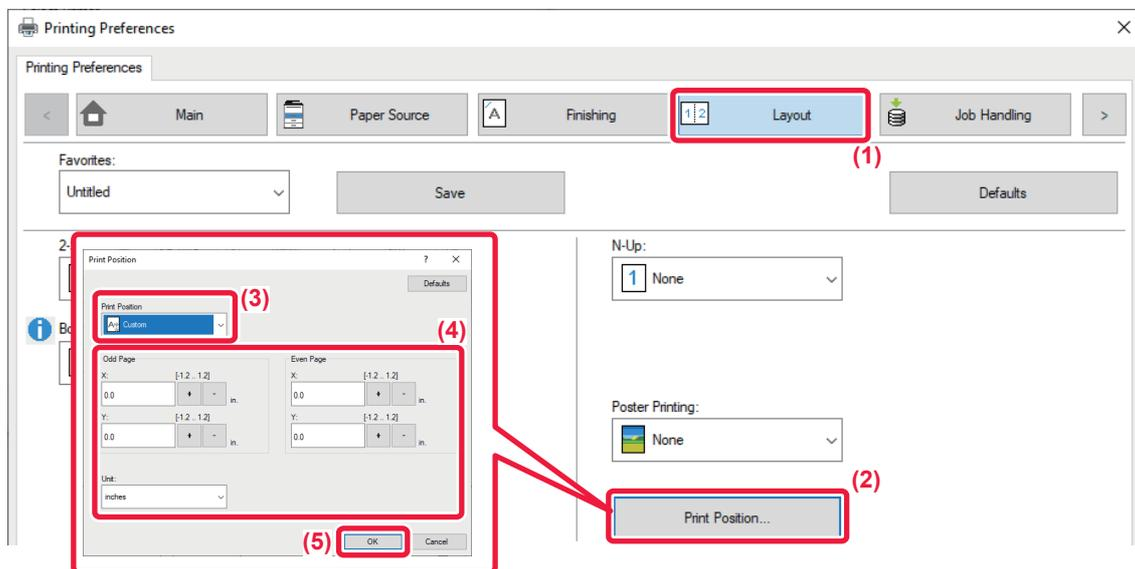 Printing Preferences
Printing Preferences
< Main Paper Source Finishing Layout Job Handling >
(1)
Favorites:
Untitled Save Defaults
2- N-Up:
1 None
Print Position ? ×
Defaults
Print Position
Custom
(3)
(4)
Bo
Odd Page Even Page
X: [-1.2 .. 1.2] X: [-1.2 .. 1.2]
0.0 + - in. 0.0 + - in.
Y: [-1.2 .. 1.2] Y: [-1.2 .. 1.2]
0.0 + - in. 0.0 + - in.
Unit:
inches
(5) OK Cancel
Poster Printing:
None
(2)
Print Position...